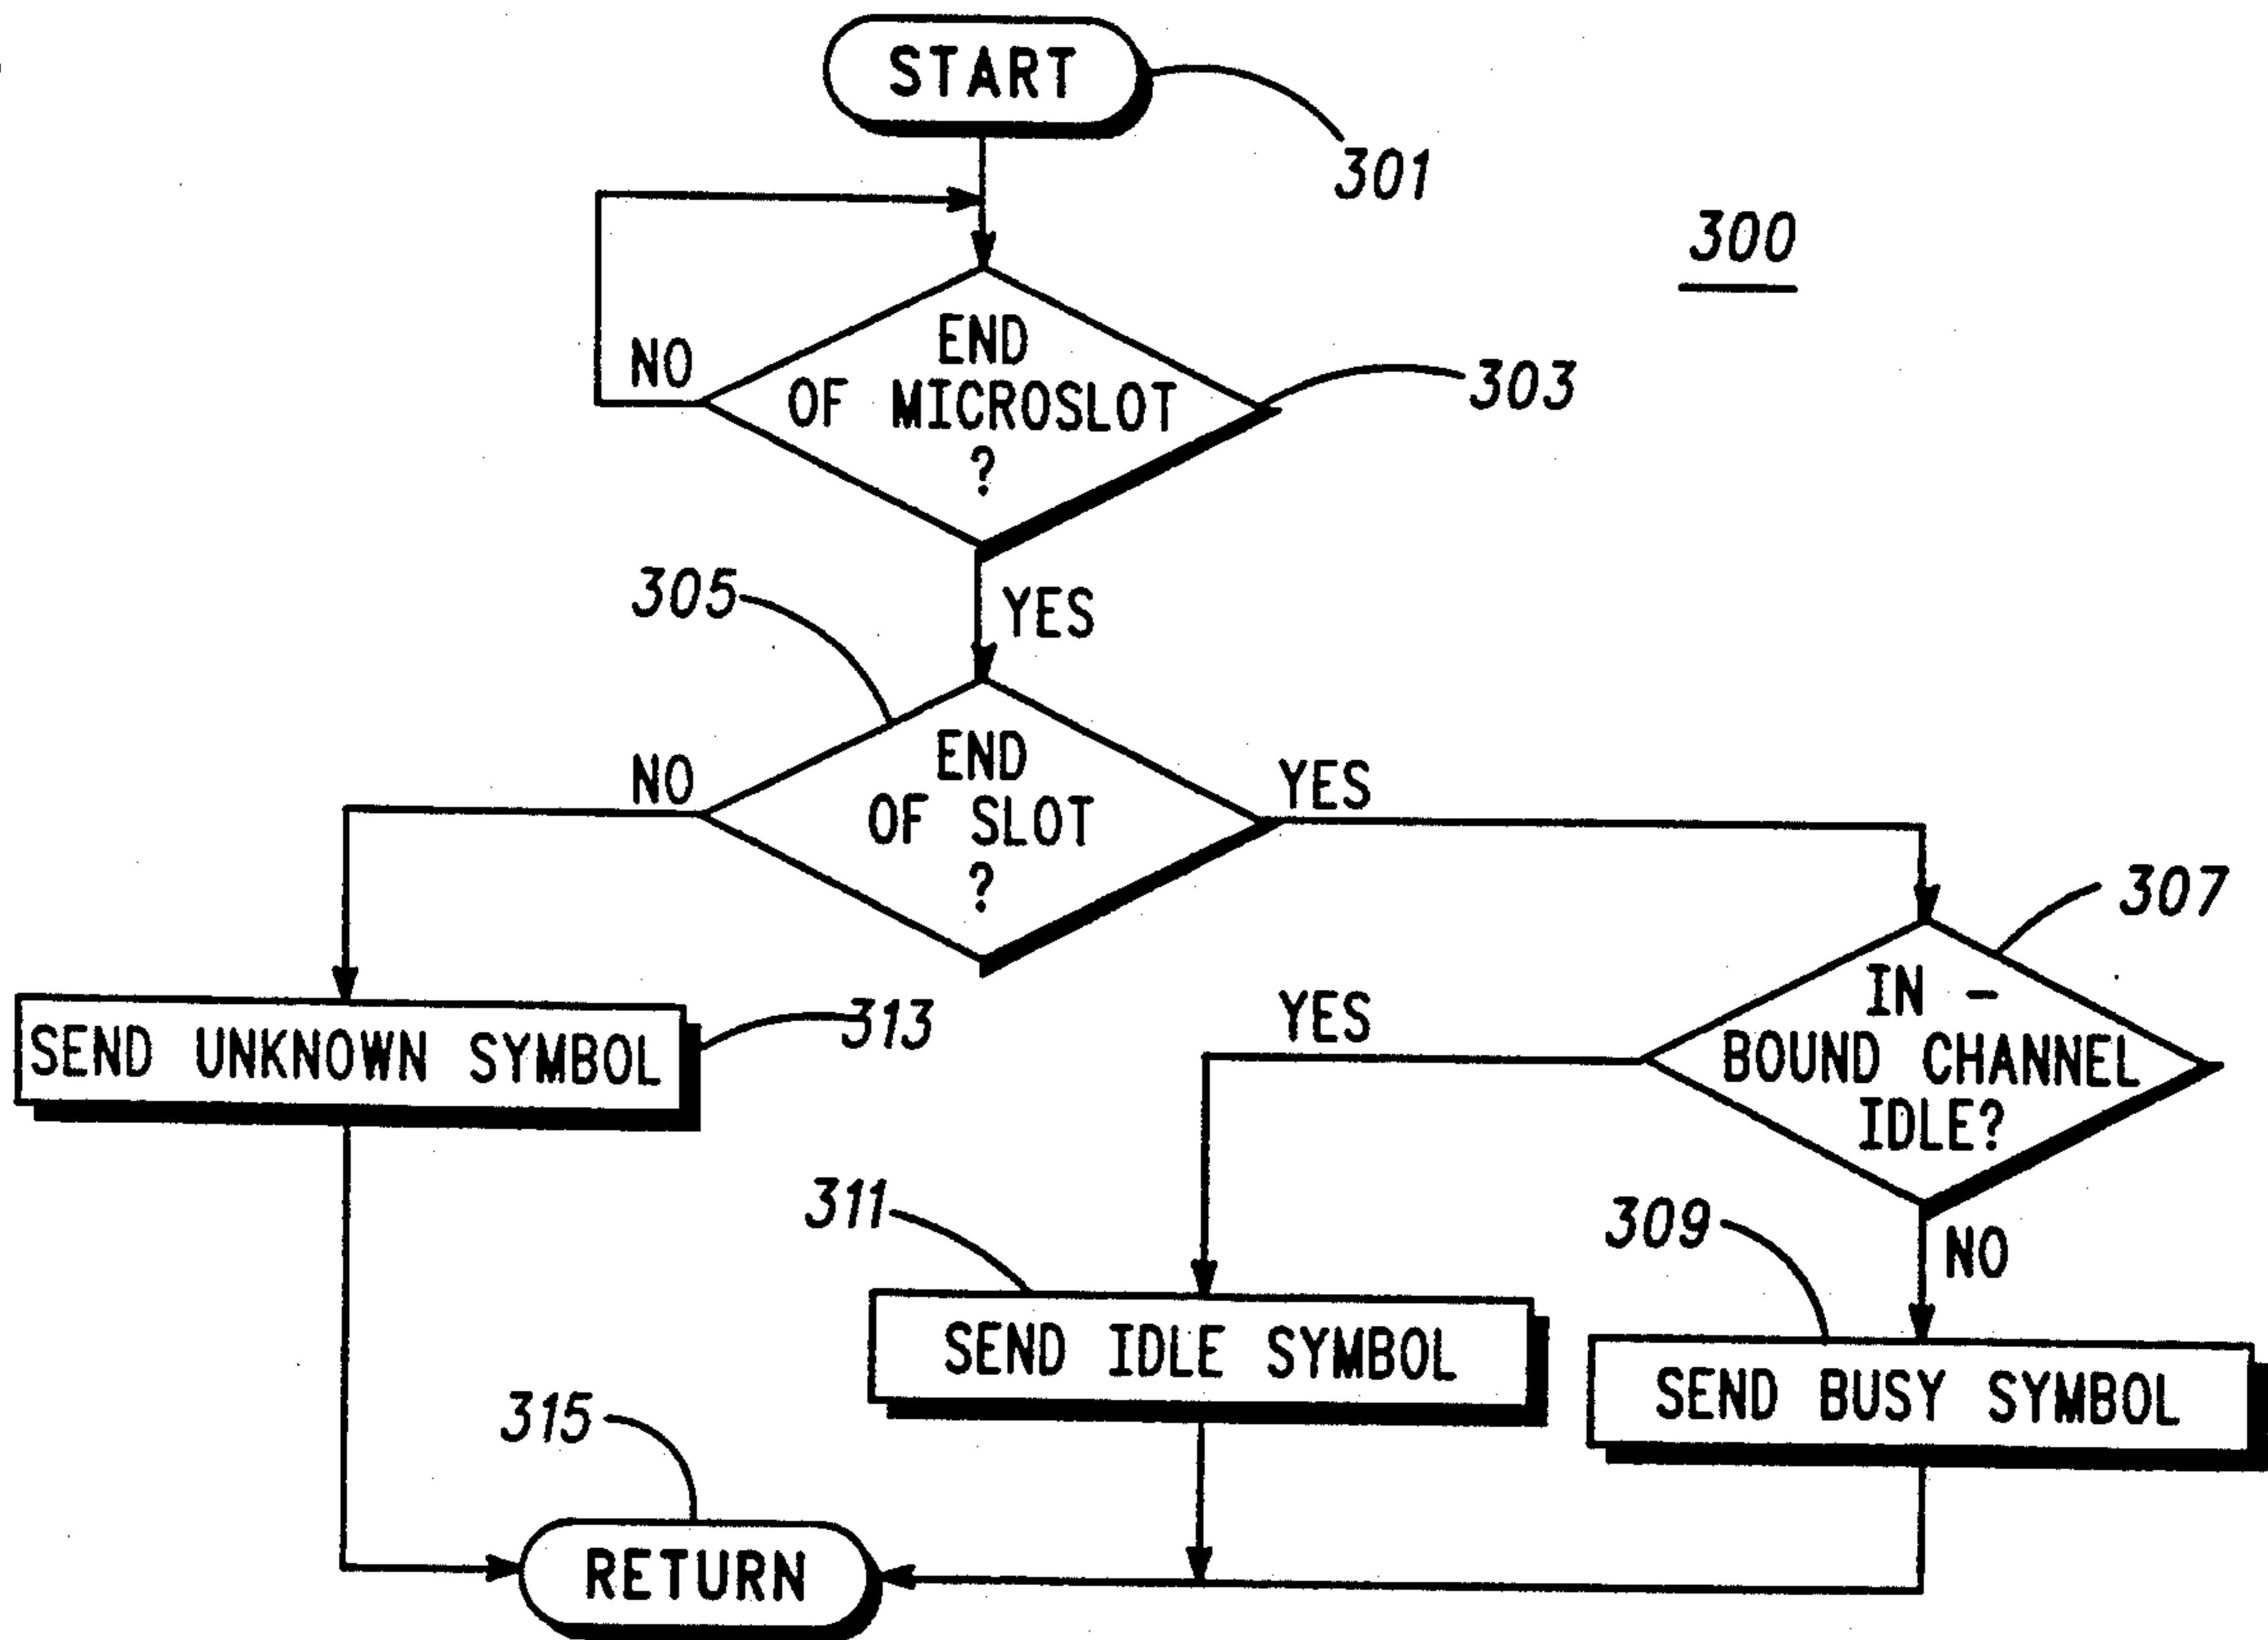 START
301
300
END
NO
OF MICROSLOT
?
303
305
YES
END
NO
YES
OF SLOT
?
307
IN -
YES
313
SEND UNKNOWN SYMBOL
BOUND CHANNEL
IDLE?
311
309
NO
SEND IDLE SYMBOL
SEND BUSY SYMBOL
315
RETURN